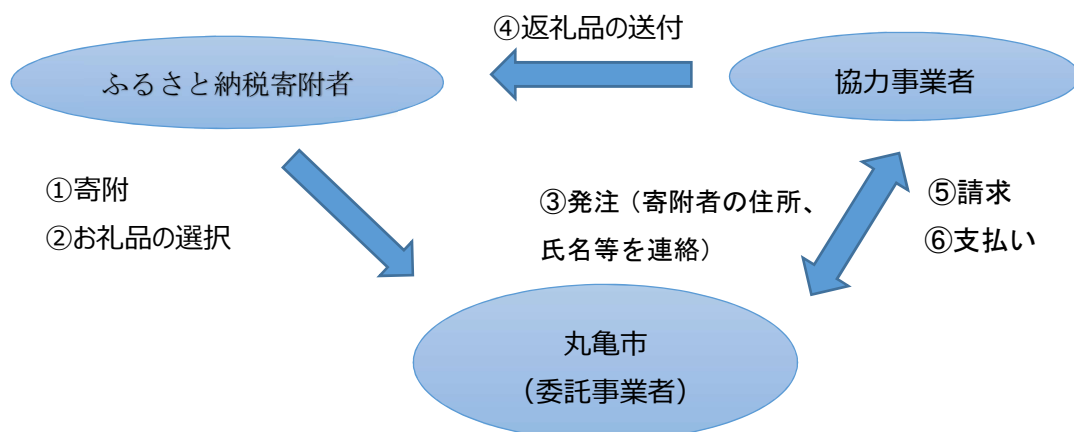 ④返礼品の送付
ふるさと納税寄附者
協力事業者
①寄附
②お礼品の選択
③発注（寄附者の住所、
氏名等を連絡）
⑤請求
⑥支払い
丸亀市
（委託事業者）